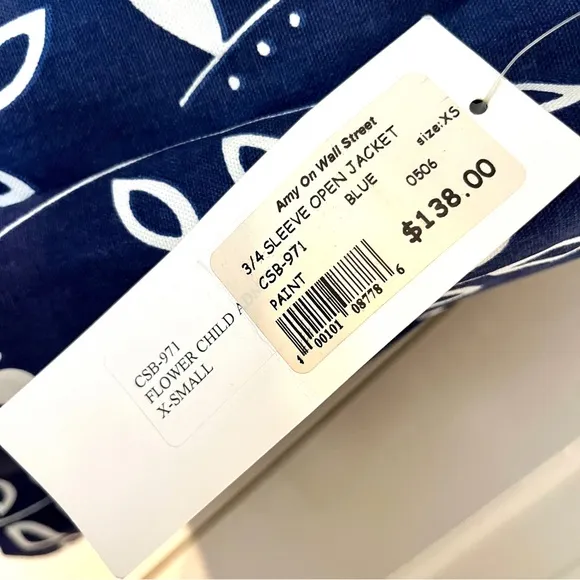 Amy On Wall Street
3/4 SLEEVE OPEN JACKET
CSB-971 BLUE 0506 size:XS
PAINT
$138.00
4 00101 08778 6
CSB-971
FLOWER CHILD
X-SMALL